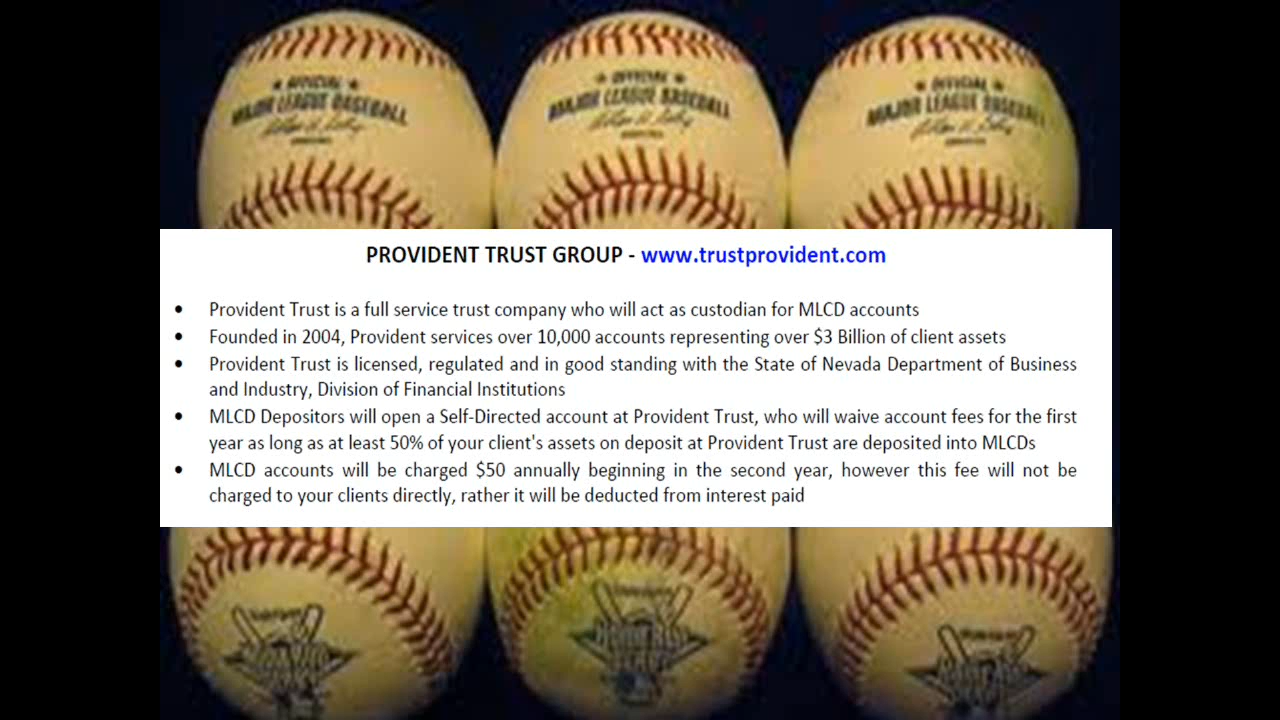 ★ OFFICIAL ★
MAJOR LEAGUE BASEBALL
★ OFFICIAL ★
MAJOR LEAGUE BASEBALL
★ OFFICIAL ★
MAJOR LEAGUE BASEBALL
PROVIDENT TRUST GROUP - www.trustprovident.com
• Provident Trust is a full service trust company who will act as custodian for MLCD accounts
• Founded in 2004, Provident services over 10,000 accounts representing over $3 Billion of client assets
• Provident Trust is licensed, regulated and in good standing with the State of Nevada Department of Business
and Industry, Division of Financial Institutions
• MLCD Depositors will open a Self-Directed account at Provident Trust, who will waive account fees for the first
year as long as at least 50% of your client's assets on deposit at Provident Trust are deposited into MLCDs
• MLCD accounts will be charged $50 annually beginning in the second year, however this fee will not be
charged to your clients directly, rather it will be deducted from interest paid